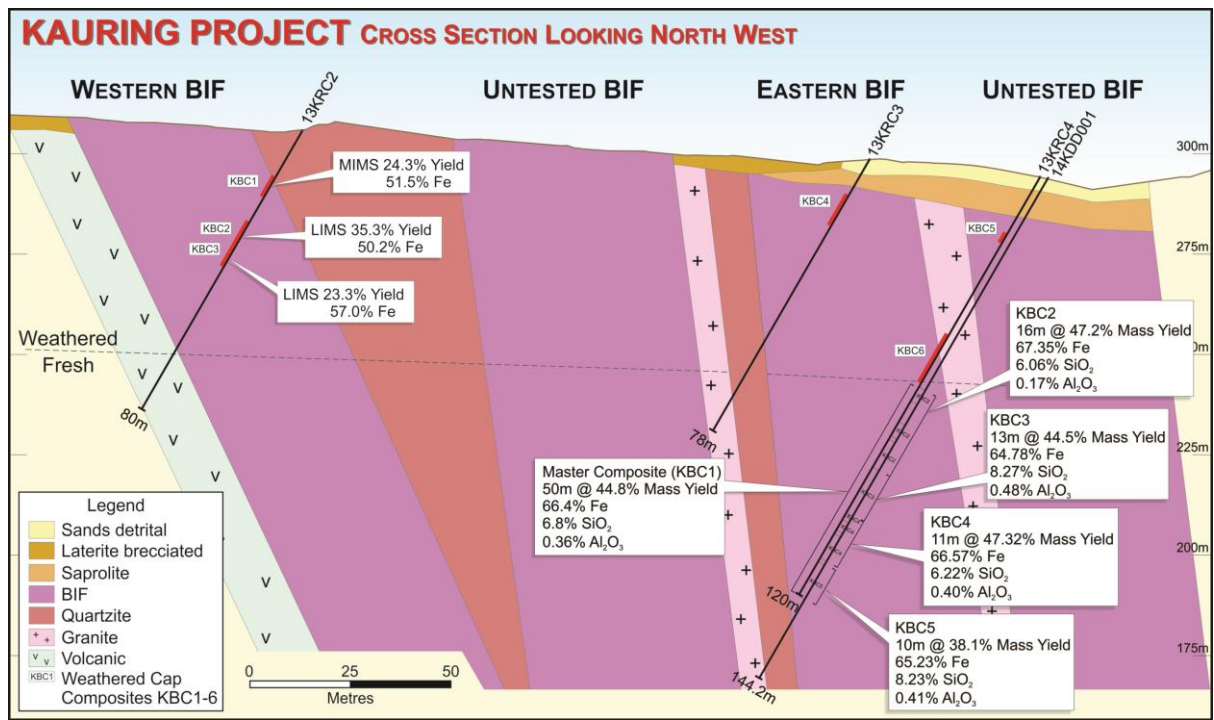 KAURING PROJECT CROSS SECTION LOOKING NORTH WEST
WESTERN BIF
UNTESTED BIF
EASTERN BIF
UNTESTED BIF
13KRC2
13KRC3
13KRC4
14KDD001
300m
275m
225m
200m
175m
KBC1
MIMS 24.3% Yield
51.5% Fe
KBC2
KBC3
LIMS 35.3% Yield
50.2% Fe
LIMS 23.3% Yield
57.0% Fe
KBC4
KBC5
KBC6
Weathered
Fresh
80m
78m
120m
144.2m
KBC2
16m @ 47.2% Mass Yield
67.35% Fe
6.06% SiO₂
0.17% Al₂O₃
KBC3
13m @ 44.5% Mass Yield
64.78% Fe
8.27% SiO₂
0.48% Al₂O₃
Master Composite (KBC1)
50m @ 44.8% Mass Yield
66.4% Fe
6.8% SiO₂
0.36% Al₂O₃
KBC4
11m @ 47.32% Mass Yield
66.57% Fe
6.22% SiO₂
0.40% Al₂O₃
KBC5
10m @ 38.1% Mass Yield
65.23% Fe
8.23% SiO₂
0.41% Al₂O₃
Legend
Sands detrital
Laterite brecciated
Saprolite
BIF
Quartzite
Granite
Volcanic
KBC1 Weathered Cap
Composites KBC1-6
0 25 50
Metres